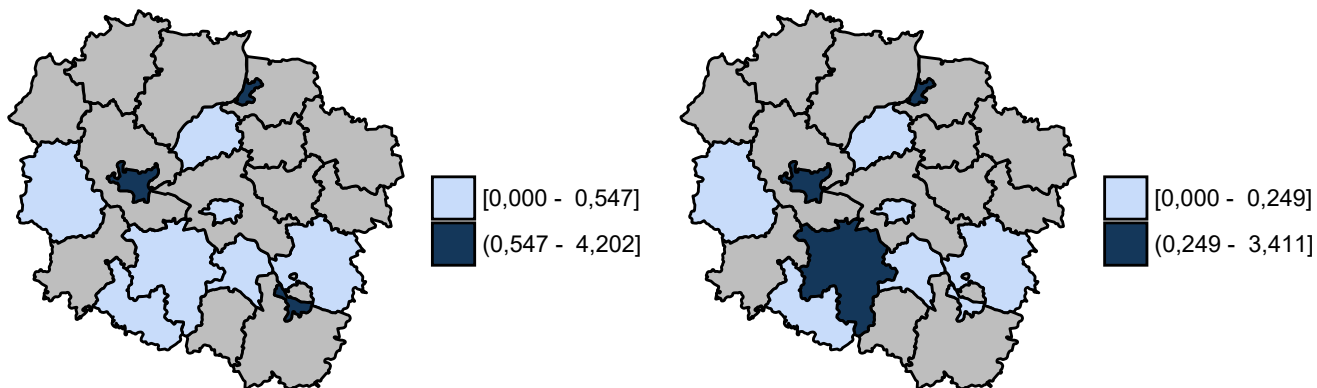 [0,000 - 0,547]
(0,547 - 4,202]
[0,000 - 0,249]
(0,249 - 3,411]